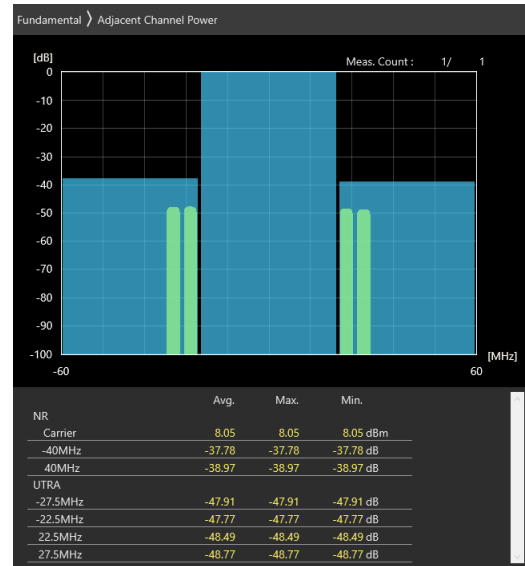 Fundamental 〉 Adjacent Channel Power
[dB]
Meas. Count : 1/ 1
0
-10
-20
-30
-40
-50
-60
-70
-80
-90
-100
[MHz]
-60 60
Avg. Max. Min.
NR
Carrier 8.05 8.05 8.05 dBm
-40MHz -37.78 -37.78 -37.78 dB
40MHz -38.97 -38.97 -38.97 dB
UTRA
-27.5MHz -47.91 -47.91 -47.91 dB
-22.5MHz -47.77 -47.77 -47.77 dB
22.5MHz -48.49 -48.49 -48.49 dB
27.5MHz -48.77 -48.77 -48.77 dB